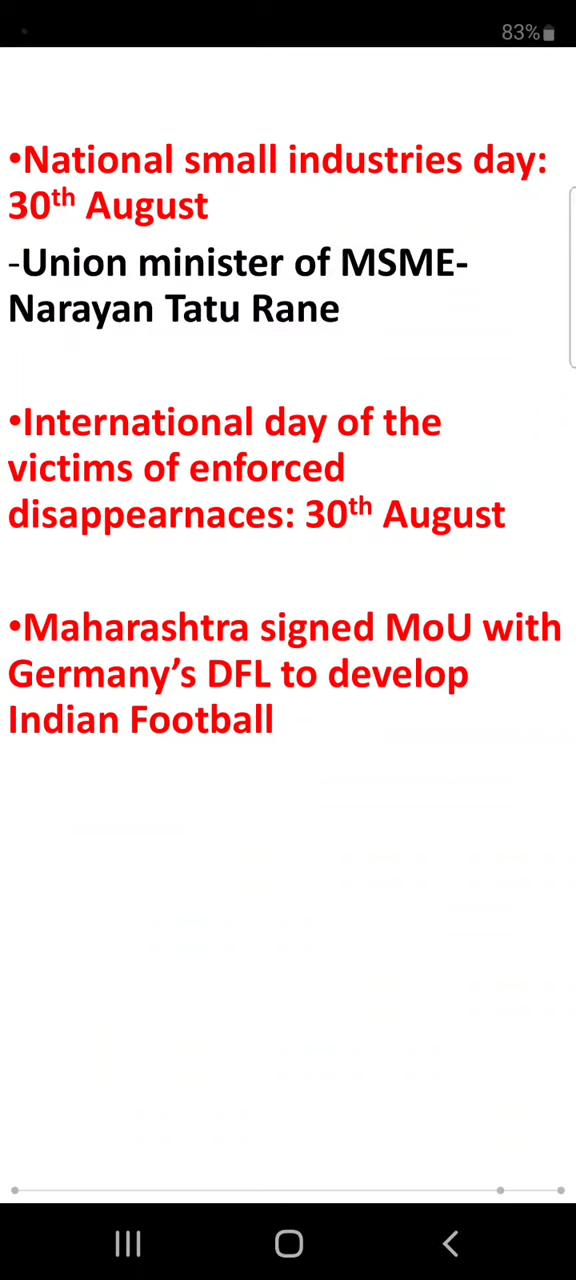 83%
•National small industries day:
30th August
-Union minister of MSME-
Narayan Tatu Rane
•International day of the
victims of enforced
disappearnaces: 30th August
•Maharashtra signed MoU with
Germany's DFL to develop
Indian Football